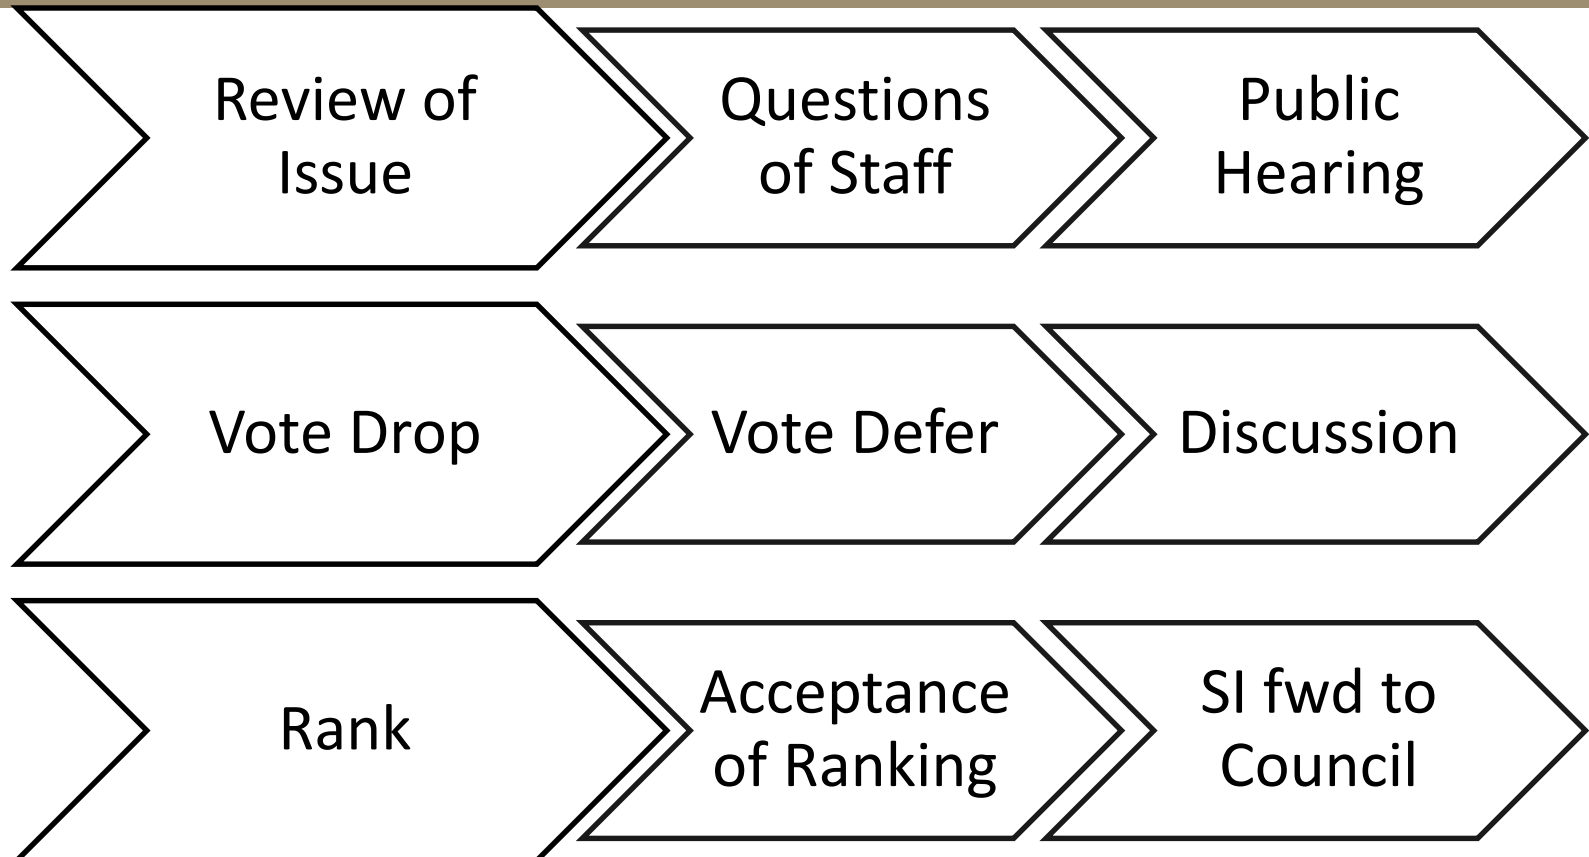 Review of
Issue
Questions
of Staff
Public
Hearing
Vote Drop
Vote Defer
Discussion
Rank
Acceptance
of Ranking
SI fwd to
Council